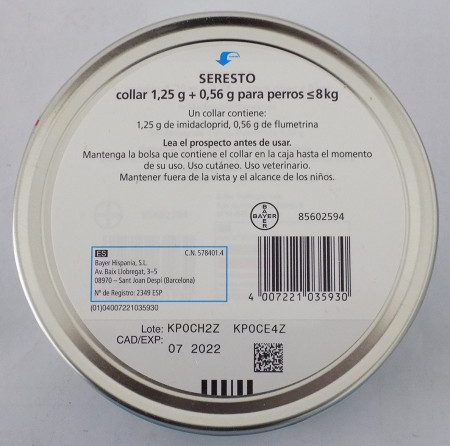 SERESTO
collar 1,25 g + 0,56 g para perros ≤8kg
Un collar contiene:
1,25 g de imidacloprid, 0,56 g de flumetrina
Lea el prospecto antes de usar.
Mantenga la bolsa que contiene el collar en la caja hasta el momento
de su uso. Uso cutáneo. Uso veterinario.
Mantener fuera de la vista y el alcance de los niños.
BAYER
BAYER
85602594
ES
C.N. 578401.4
Bayer Hispania, S.L.
Av. Baix Llobregat, 3–5
08970 – Sant Joan Despi (Barcelona)
Nº de Registro: 2349 ESP
(01)04007221035930
4 007221 035930
Lote: KP0CH2Z KP0CE4Z
CAD/EXP: 07 2022